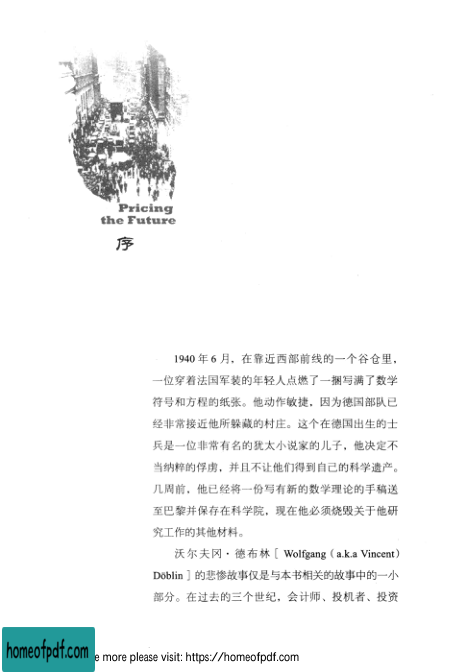 Pricing
the Future
序
1940 年 6 月，在靠近西部前线的一个谷仓里，
一位穿着法国军装的年轻人点燃了一捆写满了数学
符号和方程的纸张。他动作敏捷，因为德国部队已
经非常接近他所躲藏的村庄。这个在德国出生的士
兵是一位非常有名的犹太小说家的儿子，他决定不
当纳粹的俘虏，并且不让他们得到自己的科学遗产。
几周前，他已经将一份写有新的数学理论的手稿送
至巴黎并保存在科学院，现在他必须烧毁关于他研
究工作的其他材料。
沃尔夫冈·德布林［Wolfgang（a.k.a Vincent）
Döblin］的悲惨故事仅是与本书相关的故事中的一小
部分。在过去的三个世纪，会计师、投机者、投资
homeofpdf.com
e more please visit: https://homeofpdf.com